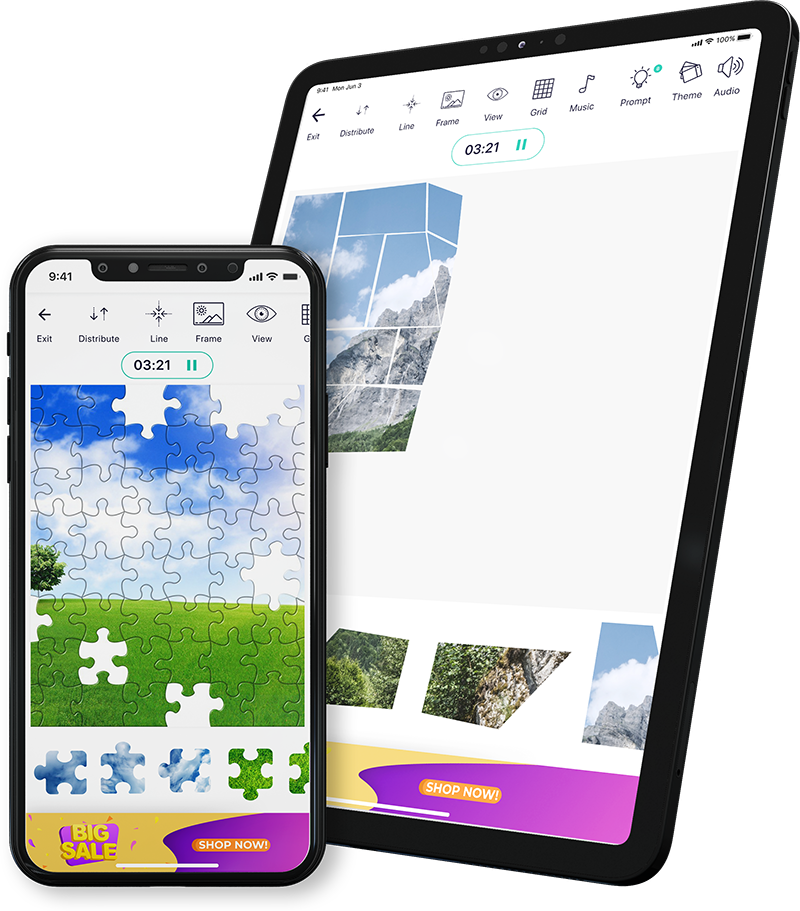 9:41 Mon Jun 3
100%
Exit
Distribute
Line
Frame
View
Grid
Music
Prompt
Theme
Audio
03:21
SHOP NOW!
9:41
Exit
Distribute
Line
Frame
View
G
03:21
BIG
SALE
SHOP NOW!